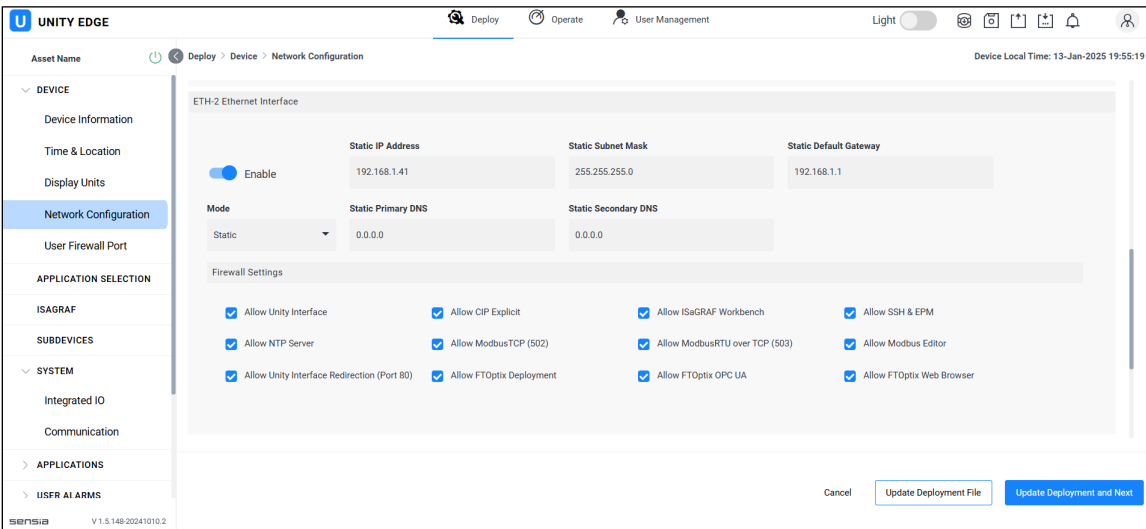 U UNITY EDGE
Deploy
Operate
User Management
Light
Asset Name
Deploy > Device > Network Configuration
Device Local Time: 13-Jan-2025 19:55:19
DEVICE
Device Information
Time & Location
Display Units
Network Configuration
User Firewall Port
APPLICATION SELECTION
ISAGRAF
SUBDEVICES
SYSTEM
Integrated IO
Communication
APPLICATIONS
USER ALARMS
sensia
V 1.5.148-20241010.2
ETH-2 Ethernet Interface
Enable
Static IP Address
192.168.1.41
Static Subnet Mask
255.255.255.0
Static Default Gateway
192.168.1.1
Mode
Static
Static Primary DNS
0.0.0.0
Static Secondary DNS
0.0.0.0
Firewall Settings
Allow Unity Interface
Allow CIP Explicit
Allow ISaGRAF Workbench
Allow SSH & EPM
Allow NTP Server
Allow ModbusTCP (502)
Allow ModbusRTU over TCP (503)
Allow Modbus Editor
Allow Unity Interface Redirection (Port 80)
Allow FTOptix Deployment
Allow FTOptix OPC UA
Allow FTOptix Web Browser
Cancel
Update Deployment File
Update Deployment and Next